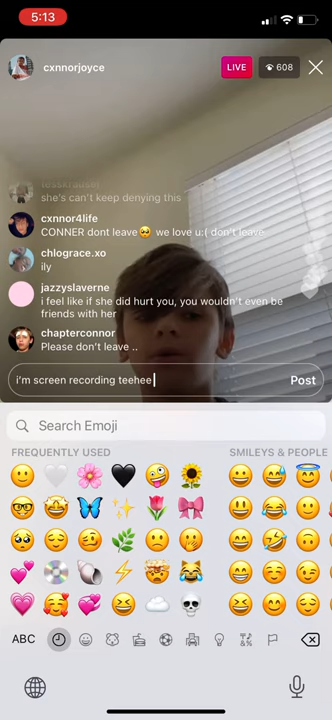 5:13
cxnnorjoyce
LIVE
608
she's can't keep denying this
cxnnor4life
CONNER dont leave🥺 we love u:( don't leave
chlograce.xo
ily
jazzyslaverne
i feel like if she did hurt you, you wouldn't even be
friends with her
chapterconnor
Please don't leave ..
i'm screen recording teehee
Post
Search Emoji
FREQUENTLY USED
SMILEYS & PEOPLE
ABC